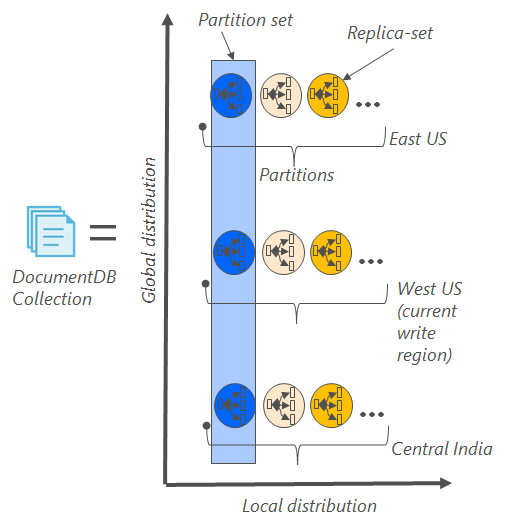 Partition set
Replica-set
East US
Partitions
Global distribution
DocumentDB
Collection
=
West US
(current
write
region)
Central India
Local distribution